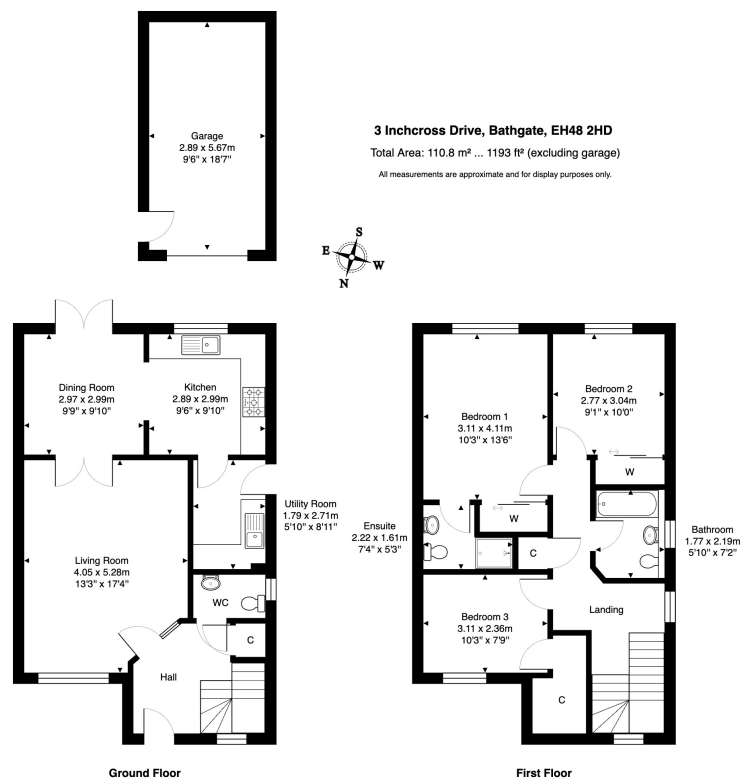 Garage
2.89 x 5.67m
9'6" x 18'7"
3 Inchcross Drive, Bathgate, EH48 2HD
Total Area: 110.8 m² ... 1193 ft² (excluding garage)
All measurements are approximate and for display purposes only.
S
E
W
N
Dining Room
2.97 x 2.99m
9'9" x 9'10"
Kitchen
2.89 x 2.99m
9'6" x 9'10"
Utility Room
1.79 x 2.71m
5'10" x 8'11"
Living Room
4.05 x 5.28m
13'3" x 17'4"
WC
C
Hall
Ground Floor
Bedroom 1
3.11 x 4.11m
10'3" x 13'6"
Bedroom 2
2.77 x 3.04m
9'1" x 10'0"
W
W
Ensuite
2.22 x 1.61m
7'4" x 5'3"
C
Bathroom
1.77 x 2.19m
5'10" x 7'2"
Bedroom 3
3.11 x 2.36m
10'3" x 7'9"
Landing
C
First Floor